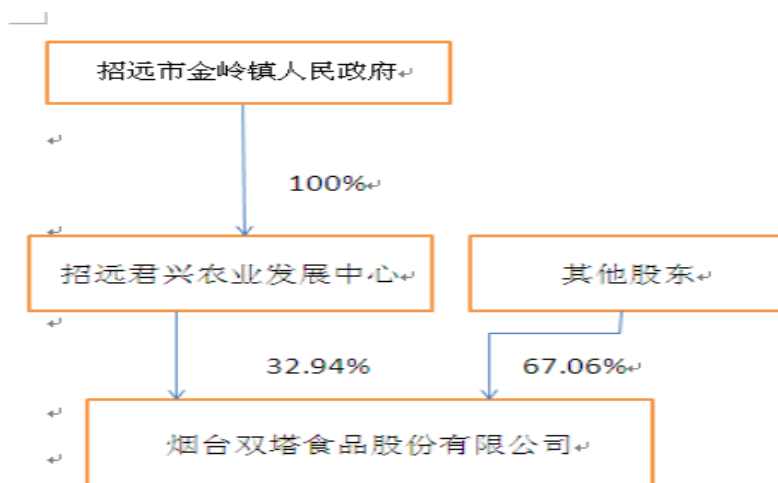 招远市金岭镇人民政府
100%
招远君兴农业发展中心
其他股东
32.94%
67.06%
烟台双塔食品股份有限公司